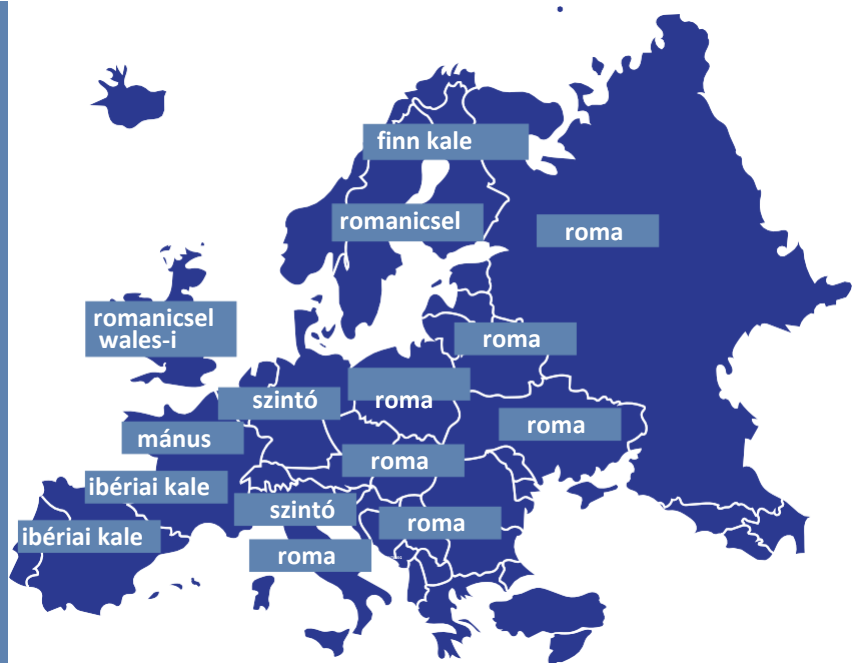 finn kale
romanicsel
roma
romanicsel
wales-i
roma
szintó
roma
roma
mánus
roma
ibériai kale
szintó
roma
ibériai kale
roma